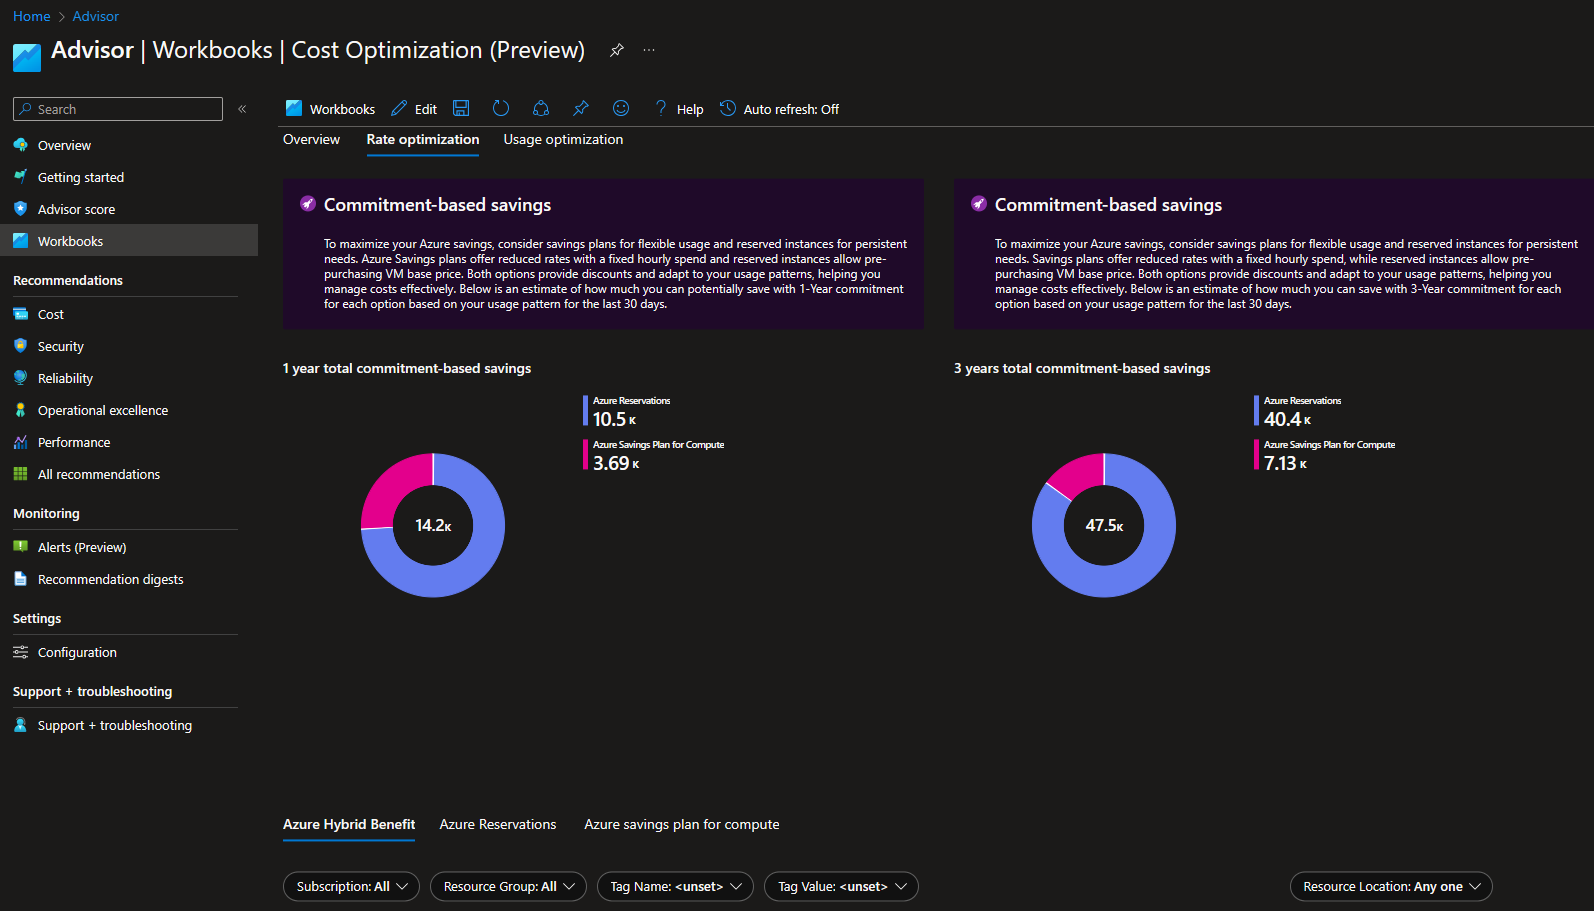 Home > Advisor
Advisor | Workbooks | Cost Optimization (Preview) ...
Search «
Overview
Getting started
Advisor score
Workbooks
Recommendations
Cost
Security
Reliability
Operational excellence
Performance
All recommendations
Monitoring
Alerts (Preview)
Recommendation digests
Settings
Configuration
Support + troubleshooting
Support + troubleshooting
Workbooks Edit ? Help Auto refresh: Off
Overview Rate optimization Usage optimization
Commitment-based savings
To maximize your Azure savings, consider savings plans for flexible usage and reserved instances for persistent
needs. Azure Savings plans offer reduced rates with a fixed hourly spend and reserved instances allow pre-
purchasing VM base price. Both options provide discounts and adapt to your usage patterns, helping you
manage costs effectively. Below is an estimate of how much you can potentially save with 1-Year commitment
for each option based on your usage pattern for the last 30 days.
Commitment-based savings
To maximize your Azure savings, consider savings plans for flexible usage and reserved instances for persistent
needs. Savings plans offer reduced rates with a fixed hourly spend, while reserved instances allow pre-
purchasing VM base price. Both options provide discounts and adapt to your usage patterns, helping you
manage costs effectively. Below is an estimate of how much you can save with 3-Year commitment for each
option based on your usage pattern for the last 30 days.
1 year total commitment-based savings
Azure Reservations
10.5 K
Azure Savings Plan for Compute
3.69 K
14.2K
3 years total commitment-based savings
Azure Reservations
40.4 K
Azure Savings Plan for Compute
7.13 K
47.5K
Azure Hybrid Benefit Azure Reservations Azure savings plan for compute
Subscription: All Resource Group: All Tag Name: <unset> Tag Value: <unset> Resource Location: Any one